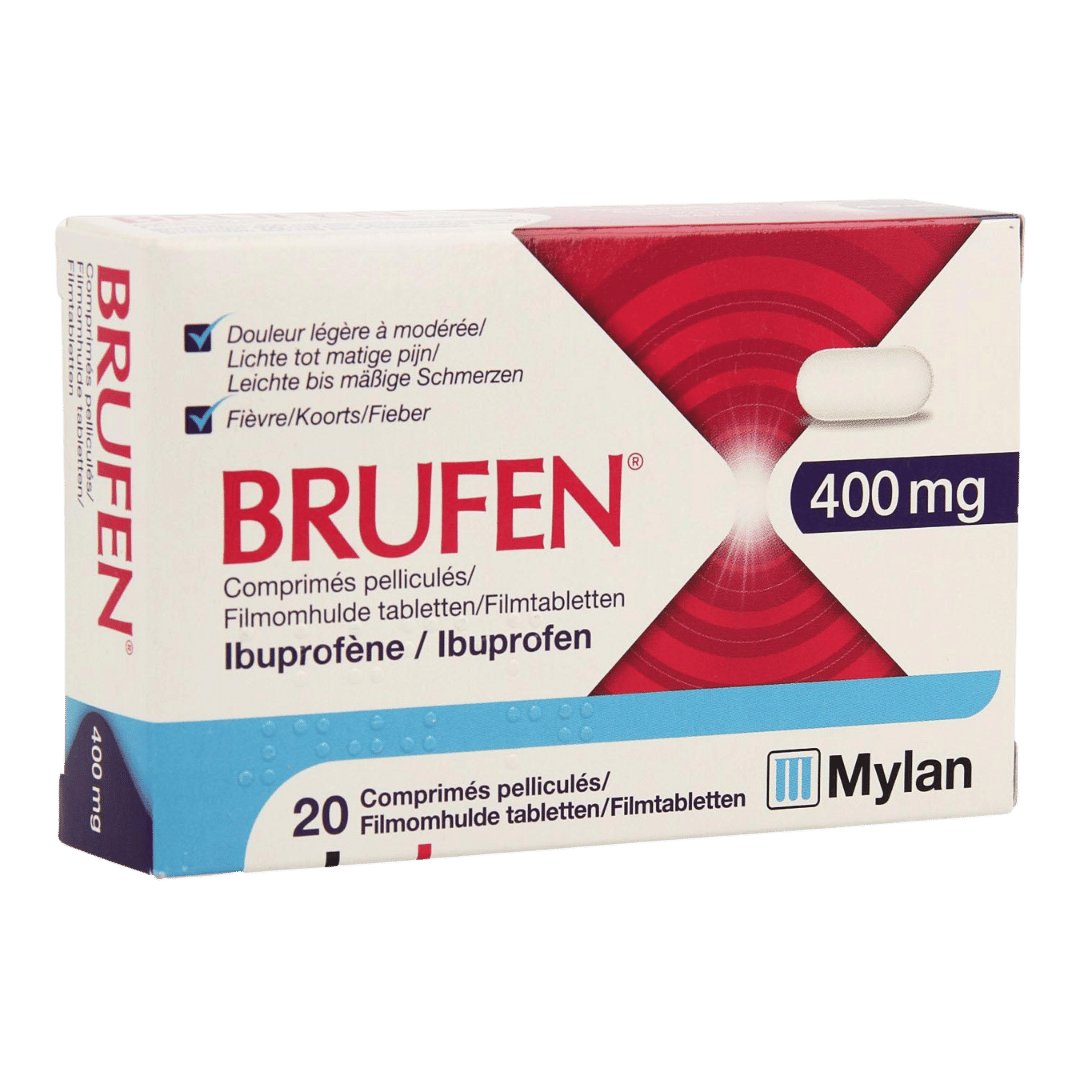 Douleur légère à modérée/
Lichte tot matige pijn/
Leichte bis mäßige Schmerzen
Fièvre/Koorts/Fieber
BRUFEN®
400 mg
Comprimés pelliculés/
Filmomhulde tabletten/Filmtabletten
Ibuprofène / Ibuprofen
20 Comprimés pelliculés/
Filmomhulde tabletten/Filmtabletten
Mylan
BRUFEN®
Comprimés pelliculés/
Filmomhulde tabletten/
Filmtabletten
400 mg